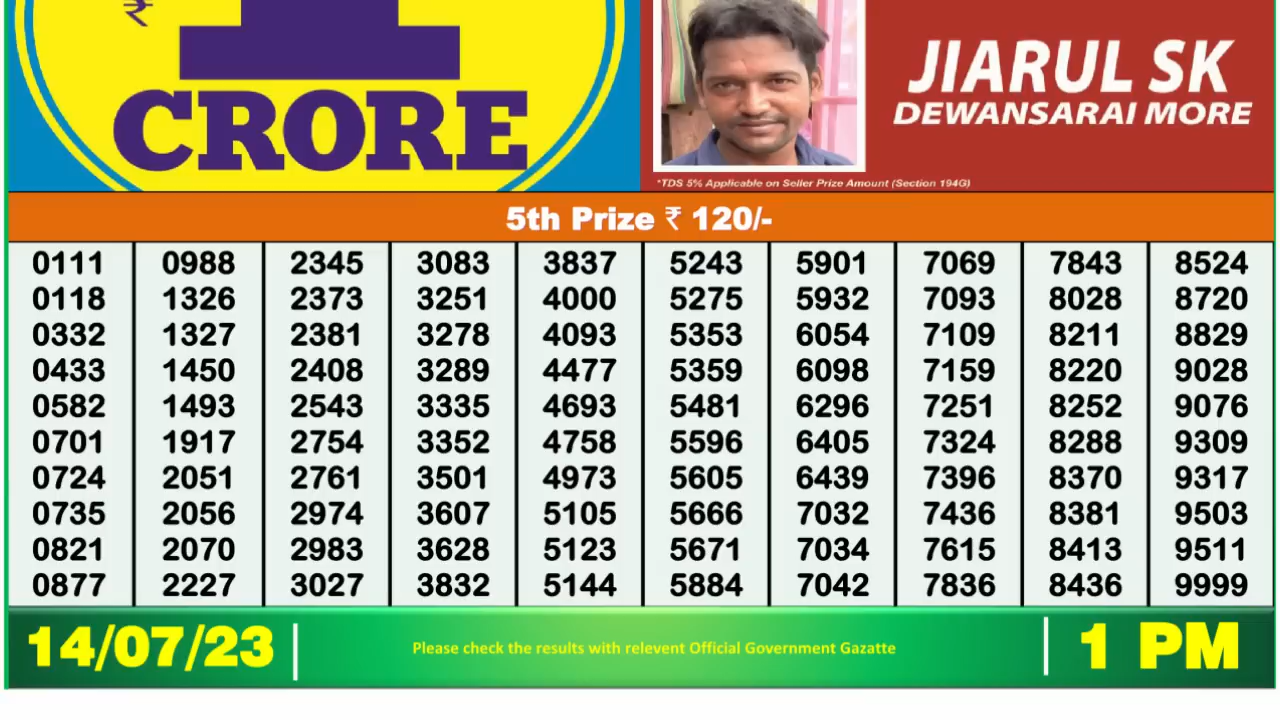 ₹ 1
CRORE
JIARUL SK
DEWANSARAI MORE
*TDS 5% Applicable on Seller Prize Amount (Section 194G)
5th Prize ₹ 120/-
0111 0988 2345 3083 3837 5243 5901 7069 7843 8524
0118 1326 2373 3251 4000 5275 5932 7093 8028 8720
0332 1327 2381 3278 4093 5353 6054 7109 8211 8829
0433 1450 2408 3289 4477 5359 6098 7159 8220 9028
0582 1493 2543 3335 4693 5481 6296 7251 8252 9076
0701 1917 2754 3352 4758 5596 6405 7324 8288 9309
0724 2051 2761 3501 4973 5605 6439 7396 8370 9317
0735 2056 2974 3607 5105 5666 7032 7436 8381 9503
0821 2070 2983 3628 5123 5671 7034 7615 8413 9511
0877 2227 3027 3832 5144 5884 7042 7836 8436 9999
14/07/23 Please check the results with relevent Official Government Gazatte 1 PM